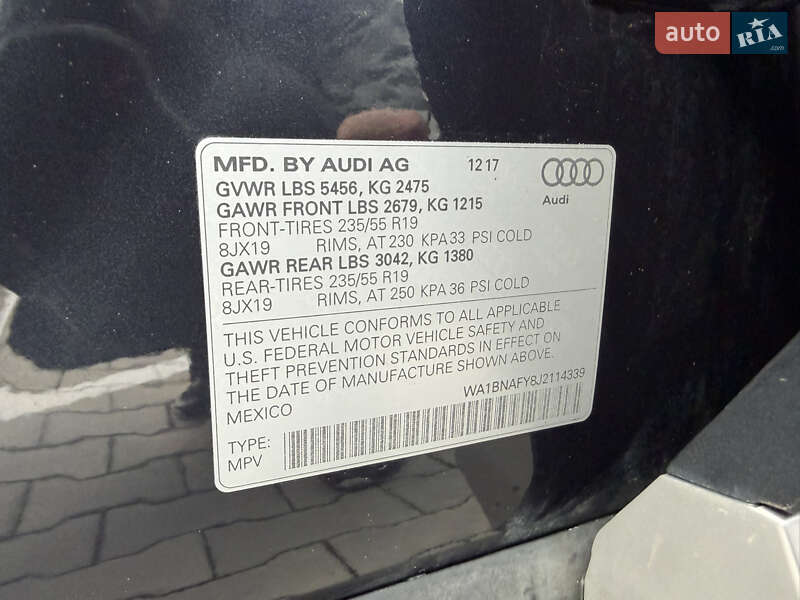 auto RIA .com
MFD. BY AUDI AG 12 17
GVWR LBS 5456, KG 2475
GAWR FRONT LBS 2679, KG 1215
Audi
FRONT-TIRES 235/55 R19
8JX19 RIMS, AT 230 KPA 33 PSI COLD
GAWR REAR LBS 3042, KG 1380
REAR-TIRES 235/55 R19
8JX19 RIMS, AT 250 KPA 36 PSI COLD
THIS VEHICLE CONFORMS TO ALL APPLICABLE
U.S. FEDERAL MOTOR VEHICLE SAFETY AND
THEFT PREVENTION STANDARDS IN EFFECT ON
THE DATE OF MANUFACTURE SHOWN ABOVE.
MEXICO
WA1BNAFY8J2114339
TYPE:
MPV